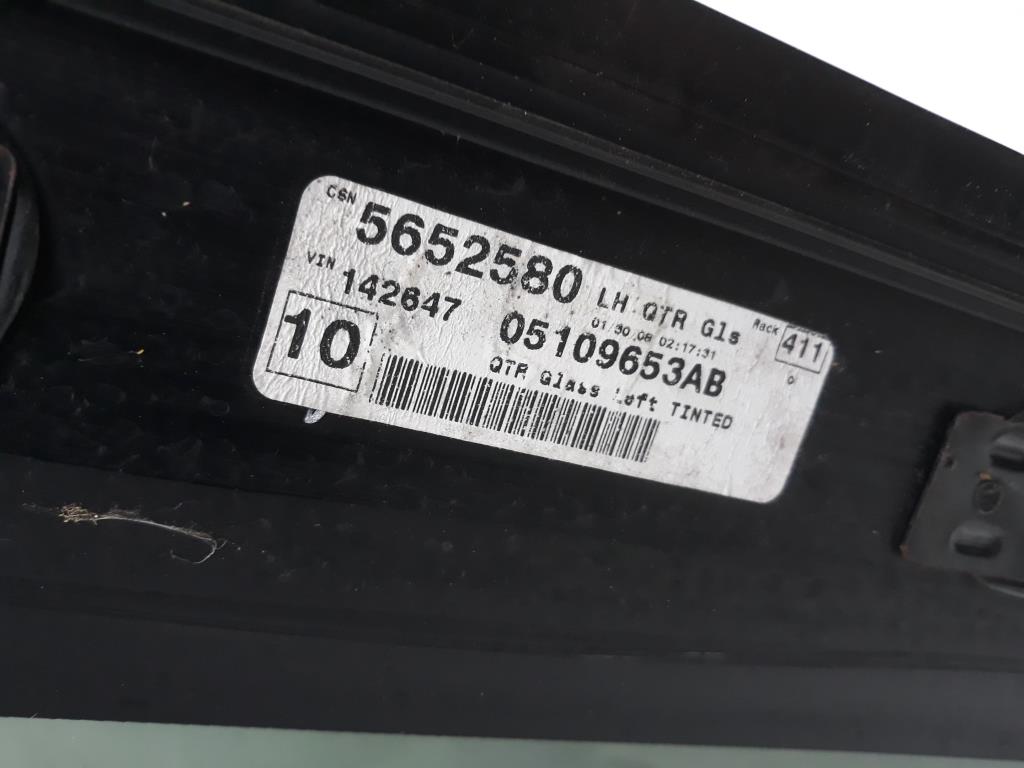 CSN 5652580 LH QTR Gls Rack 411
VIN 142647 01/30/08 02:17:31
10 05109653AB
QTR Glass Left TINTED